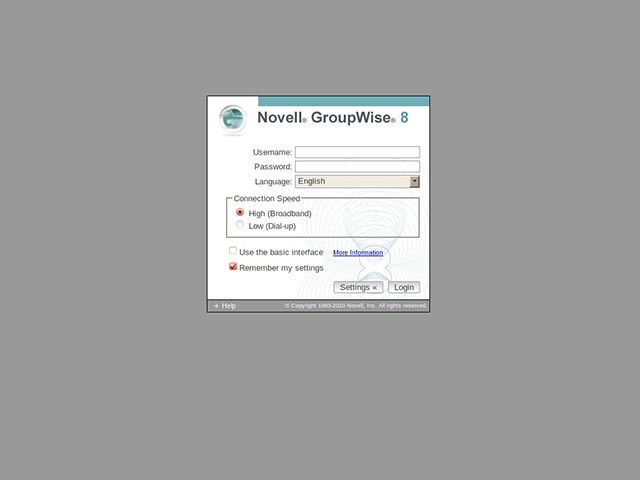 Novell® GroupWise® 8
Username:
Password:
Language: English
Connection Speed
High (Broadband)
Low (Dial-up)
Use the basic interface More Information
Remember my settings
Settings « Login
Help © Copyright 1993-2010 Novell, Inc. All rights reserved.